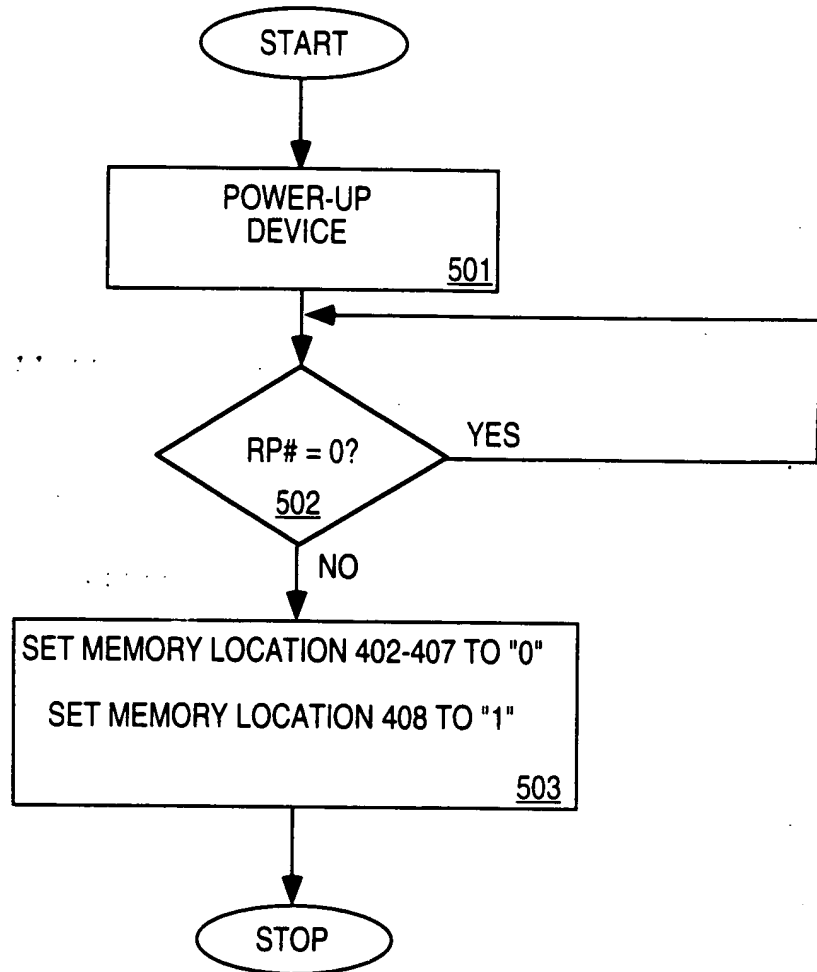 START
POWER-UP
DEVICE
501
RP# = 0?
YES
502
NO
SET MEMORY LOCATION 402-407 TO "0"
SET MEMORY LOCATION 408 TO "1"
503
STOP